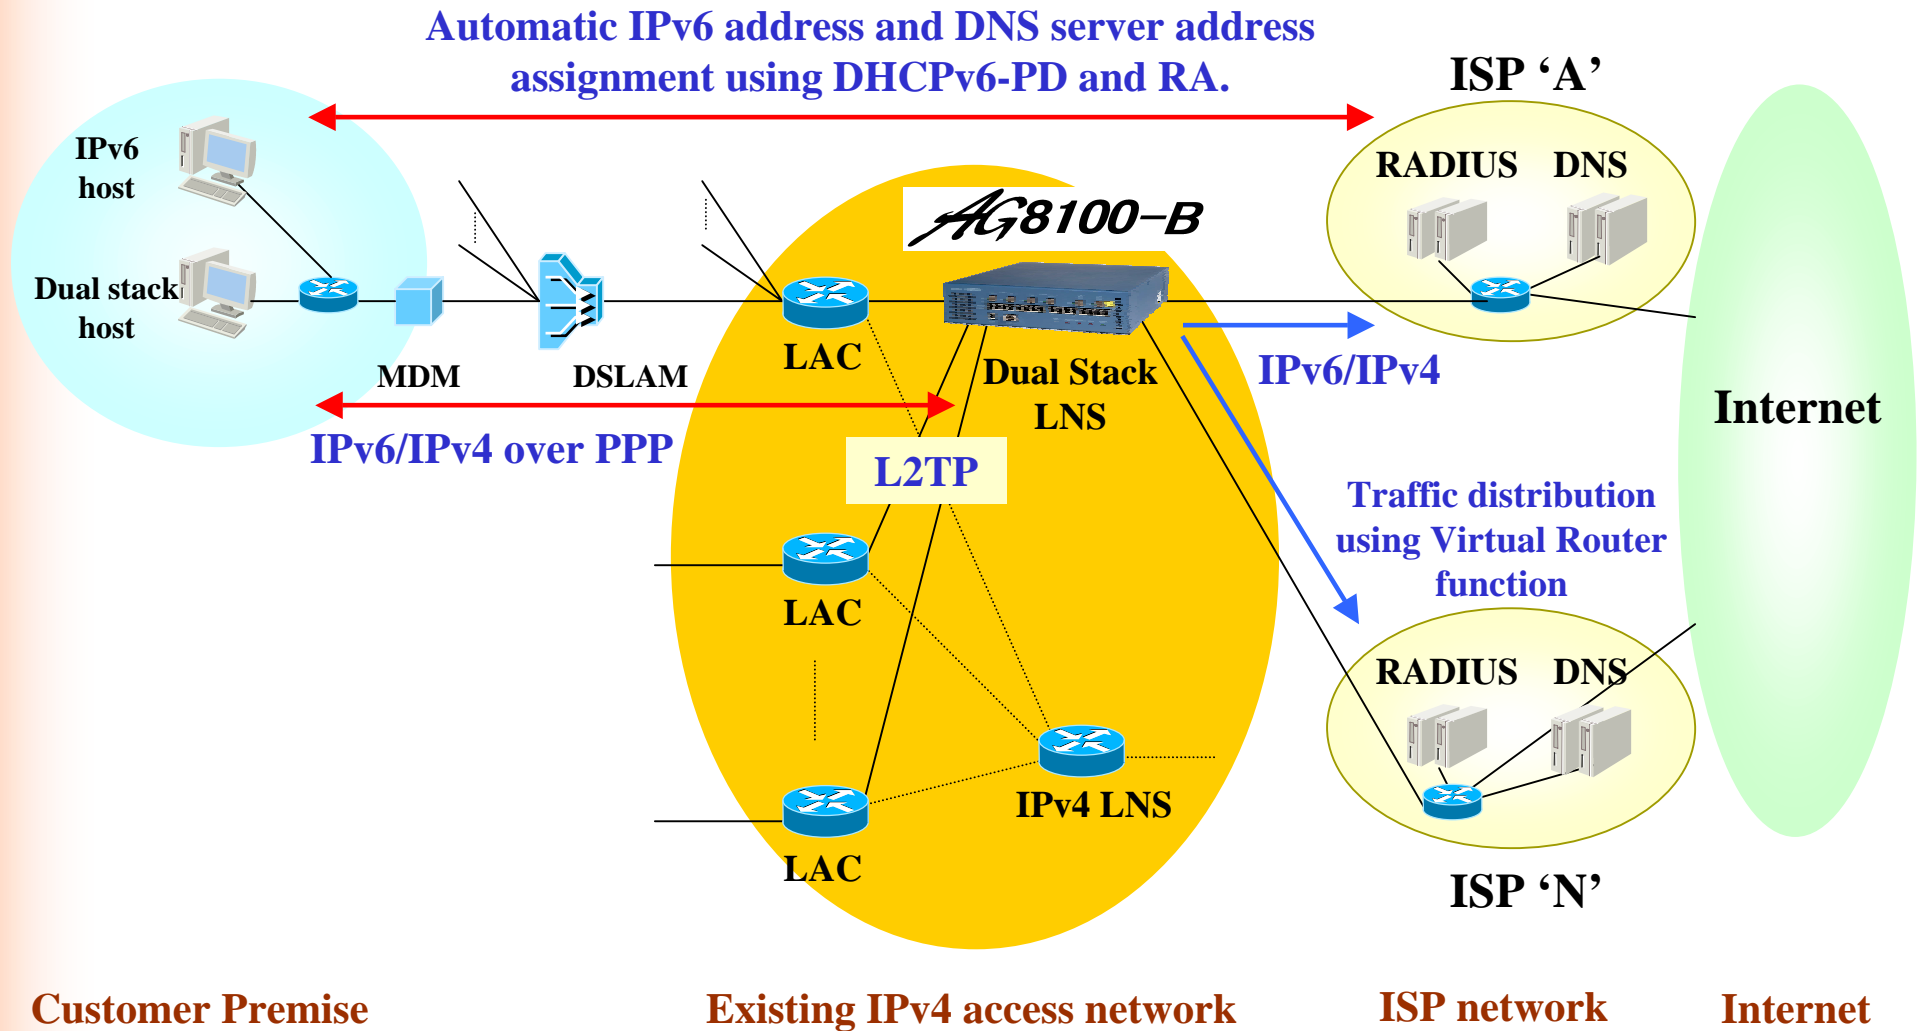 Automatic IPv6 address and DNS server address
assignment using DHCPv6-PD and RA.
ISP ‘A’
IPv6
host
RADIUS
DNS
AG8100-B
Dual stack
host
MDM
DSLAM
LAC
Dual Stack
LNS
IPv6/IPv4
Internet
IPv6/IPv4 over PPP
L2TP
Traffic distribution
using Virtual Router
function
LAC
RADIUS
DNS
IPv4 LNS
LAC
ISP ‘N’
Customer Premise
Existing IPv4 access network
ISP network
Internet